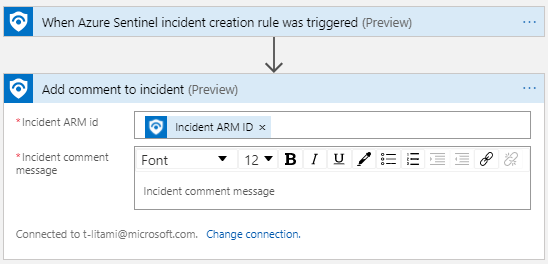 When Azure Sentinel incident creation rule was triggered (Preview)
Add comment to incident (Preview)
*Incident ARM id
Incident ARM ID ×
*Incident comment
message
Font 12 B I U
Incident comment message
Connected to t-litami@microsoft.com. Change connection.